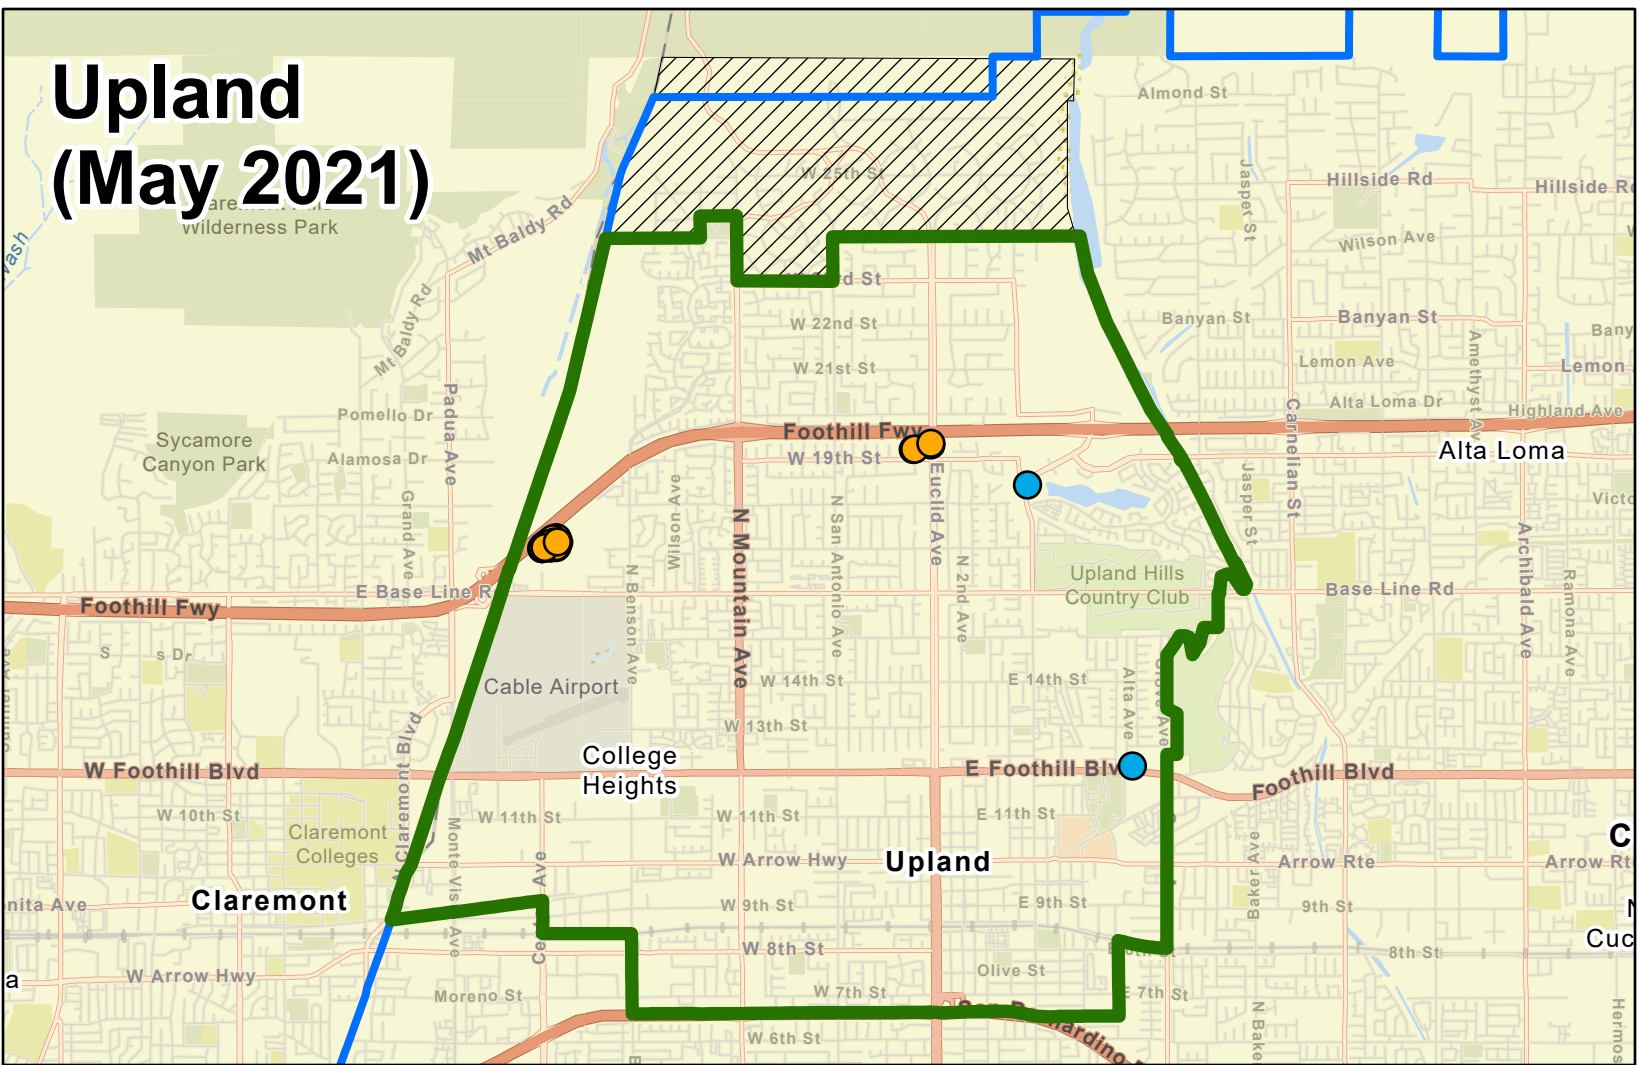 Upland
(May 2021)
Wilderness Park
Mt Baldy Rd
Mt Baldy Rd
Almond St
W 25th St
Jasper St
Hillside Rd
Hillside
Wilson Ave
rd St
W 22nd St
Banyan St
Banyan St
W 21st St
Lemon Ave
Lemon
Amethyst
Padua Ave
Pomello Dr
Alta Loma Dr
Highland Ave
Carnelian St
Foothill Fwy
W 19th St
Sycamore
Canyon Park
Alamosa Dr
Alta Loma
Grand Ave
Wilson Ave
N Mountain Ave
N San Antonio Ave
Euclid Ave
N 2nd Ave
Jasper St
Archibald Ave
Ramona Ave
N Benson Ave
Upland Hills
Country Club
E Base Line
Base Line Rd
Foothill Fwy
Cable Airport
W 14th St
E 14th St
Alta Ave
W 13th St
N Claremont Blvd
College
Heights
W Foothill Blvd
E Foothill Blv
Foothill Blvd
W 10th St
W 11th St
W 11th St
E 11th St
Claremont
Colleges
W Arrow Hwy
Upland
Arrow Rte
Arrow
Baker Ave
Claremont
W 9th St
E 9th St
9th St
W 8th St
8th St
W Arrow Hwy
Olive St
Moreno St
W 7th St
E 7th St
W 6th St